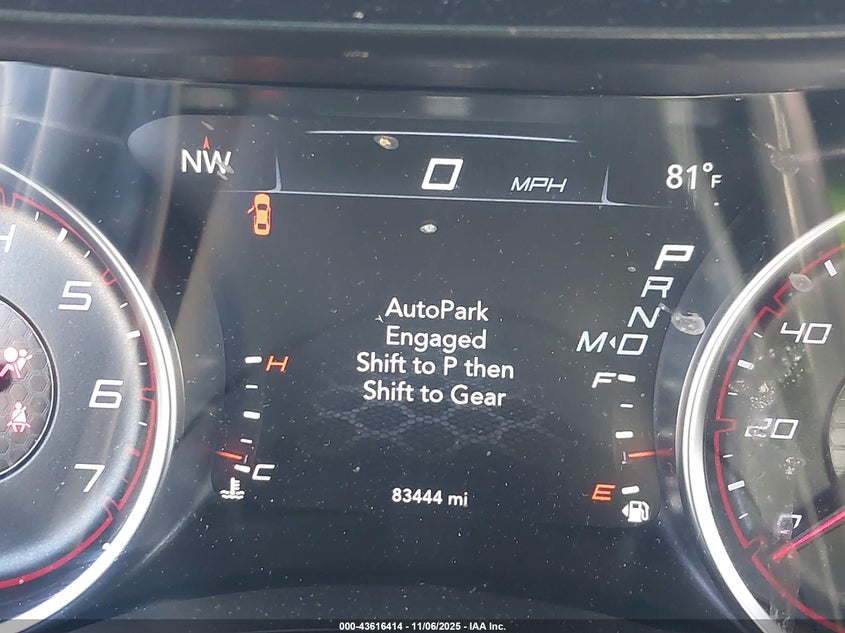 NW
0 MPH
81°F
P
R
N
M◄D
AutoPark
Engaged
Shift to P then
Shift to Gear
H
C
F
E
83444 mi
H
5
6
7
40
20
000-43616414 - 11/06/2025 - IAA Inc.